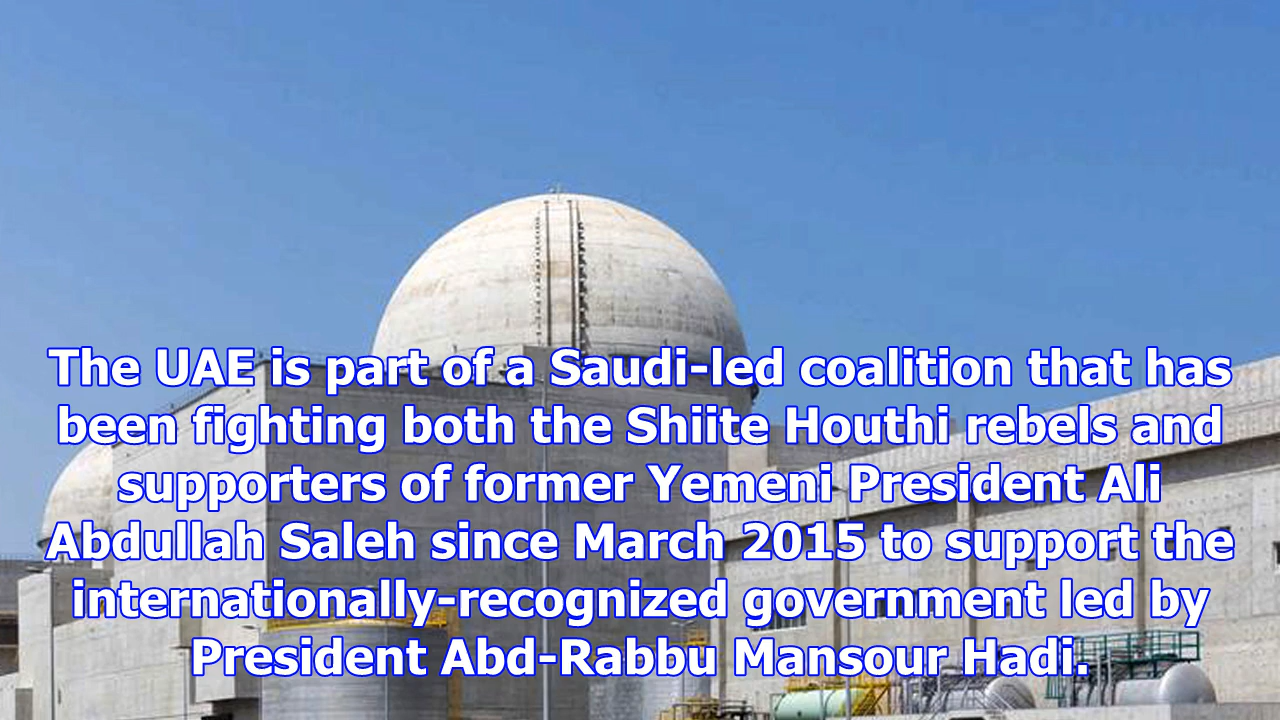 The UAE is part of a Saudi-led coalition that has
been fighting both the Shiite Houthi rebels and
supporters of former Yemeni President Ali
Abdullah Saleh since March 2015 to support the
internationally-recognized government led by
President Abd-Rabbu Mansour Hadi.